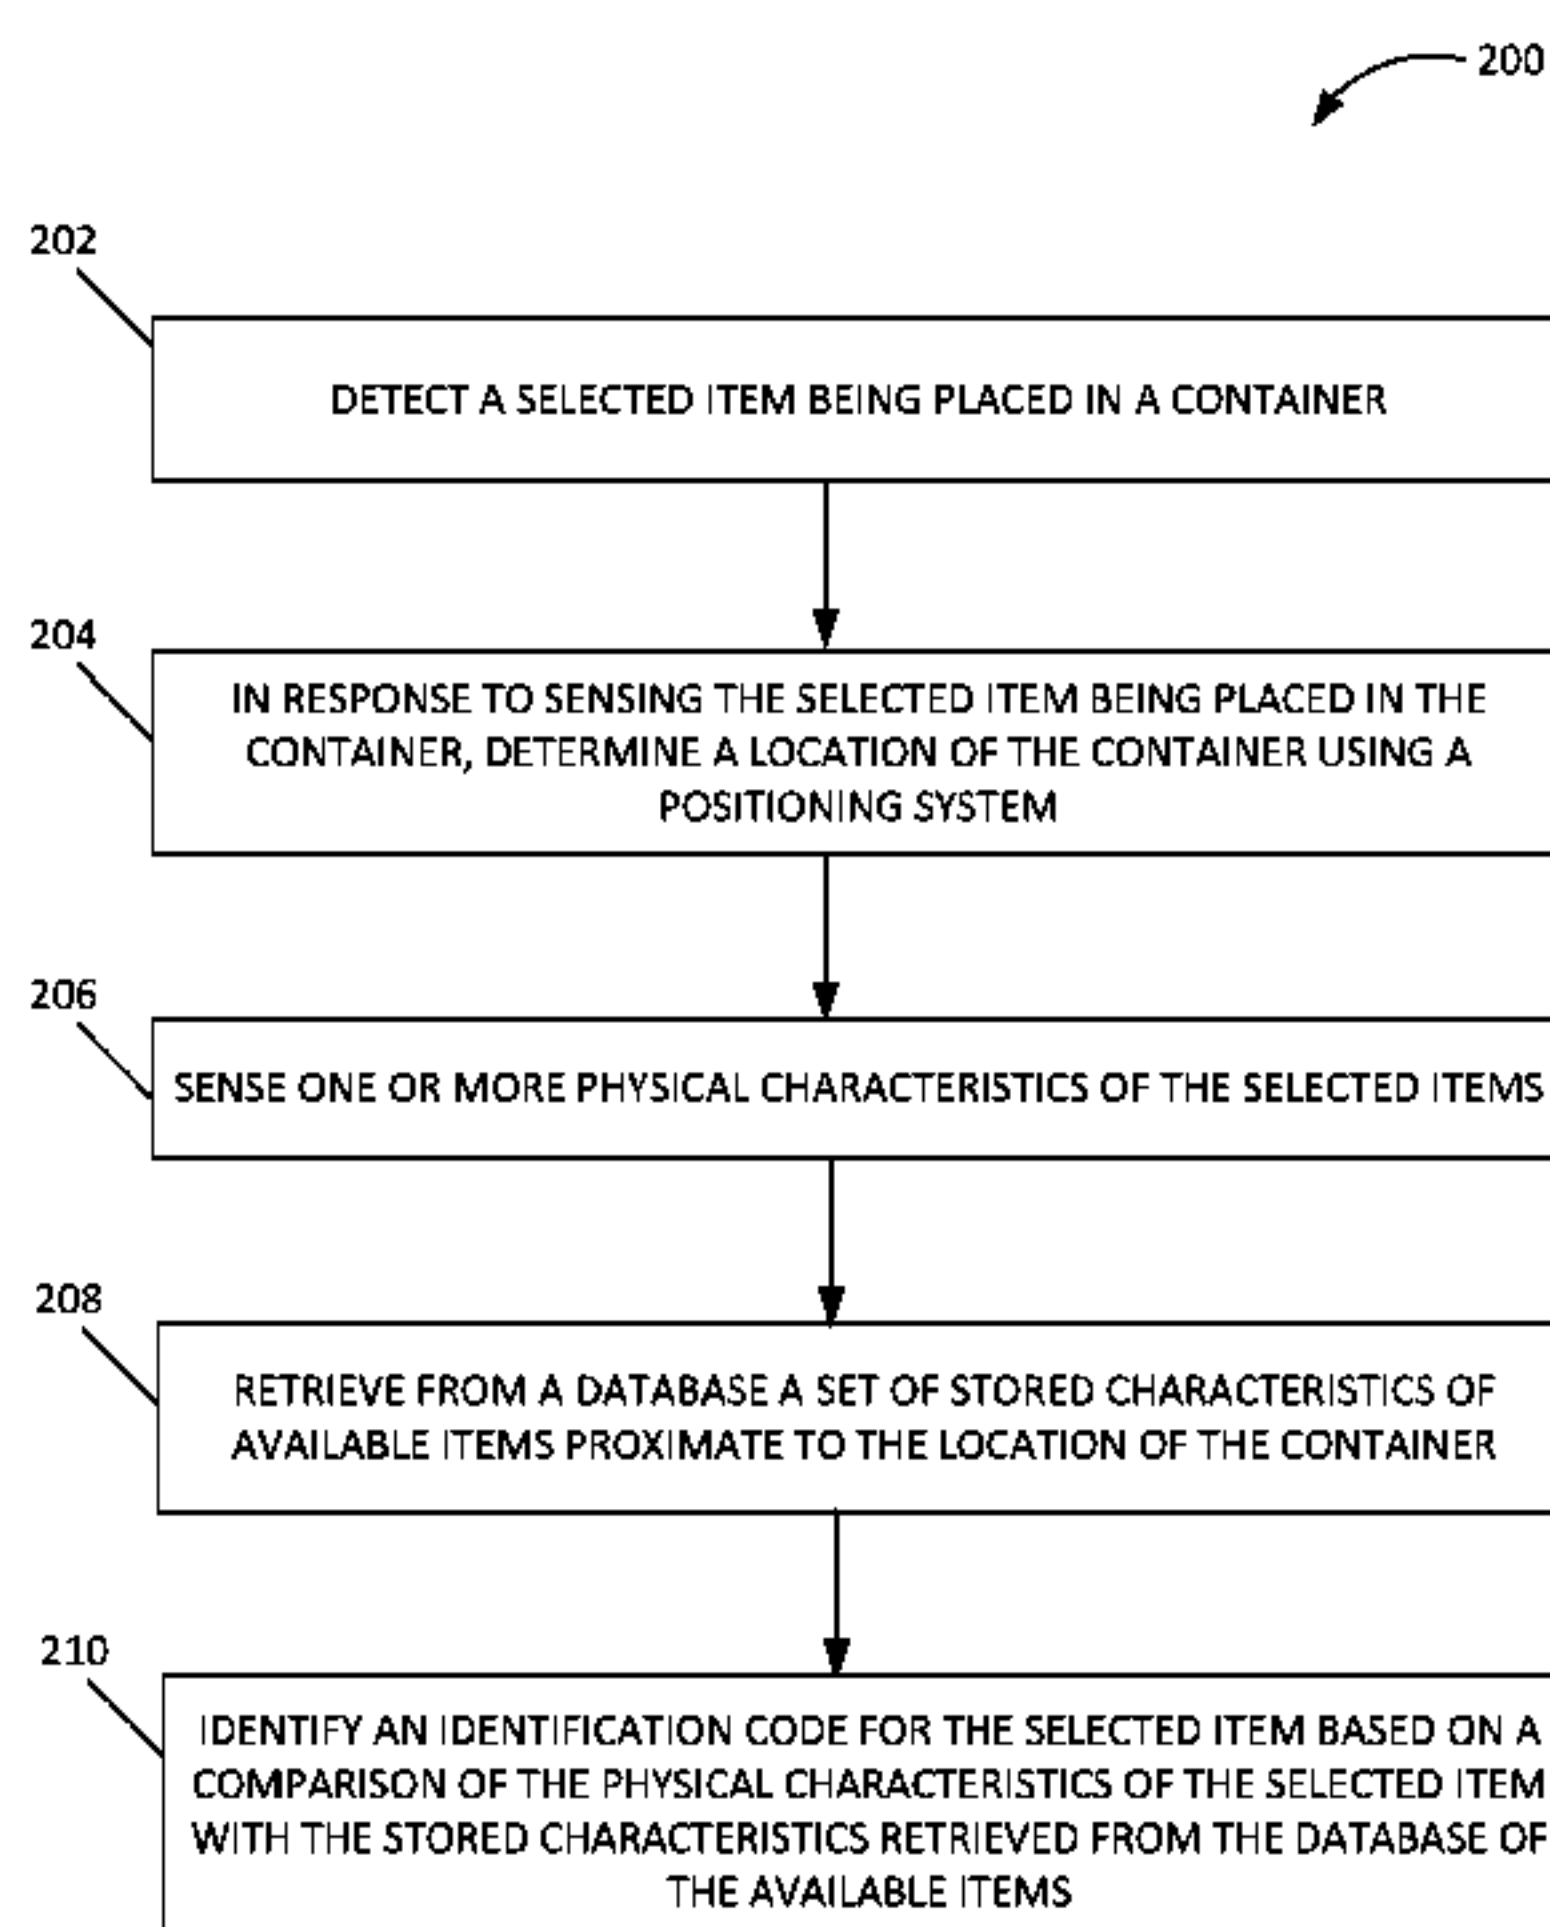 200
202
DETECT A SELECTED ITEM BEING PLACED IN A CONTAINER
204
IN RESPONSE TO SENSING THE SELECTED ITEM BEING PLACED IN THE
CONTAINER, DETERMINE A LOCATION OF THE CONTAINER USING A
POSITIONING SYSTEM
206
SENSE ONE OR MORE PHYSICAL CHARACTERISTICS OF THE SELECTED ITEMS
208
RETRIEVE FROM A DATABASE A SET OF STORED CHARACTERISTICS OF
AVAILABLE ITEMS PROXIMATE TO THE LOCATION OF THE CONTAINER
210
IDENTIFY AN IDENTIFICATION CODE FOR THE SELECTED ITEM BASED ON A
COMPARISON OF THE PHYSICAL CHARACTERISTICS OF THE SELECTED ITEM
WITH THE STORED CHARACTERISTICS RETRIEVED FROM THE DATABASE OF
THE AVAILABLE ITEMS